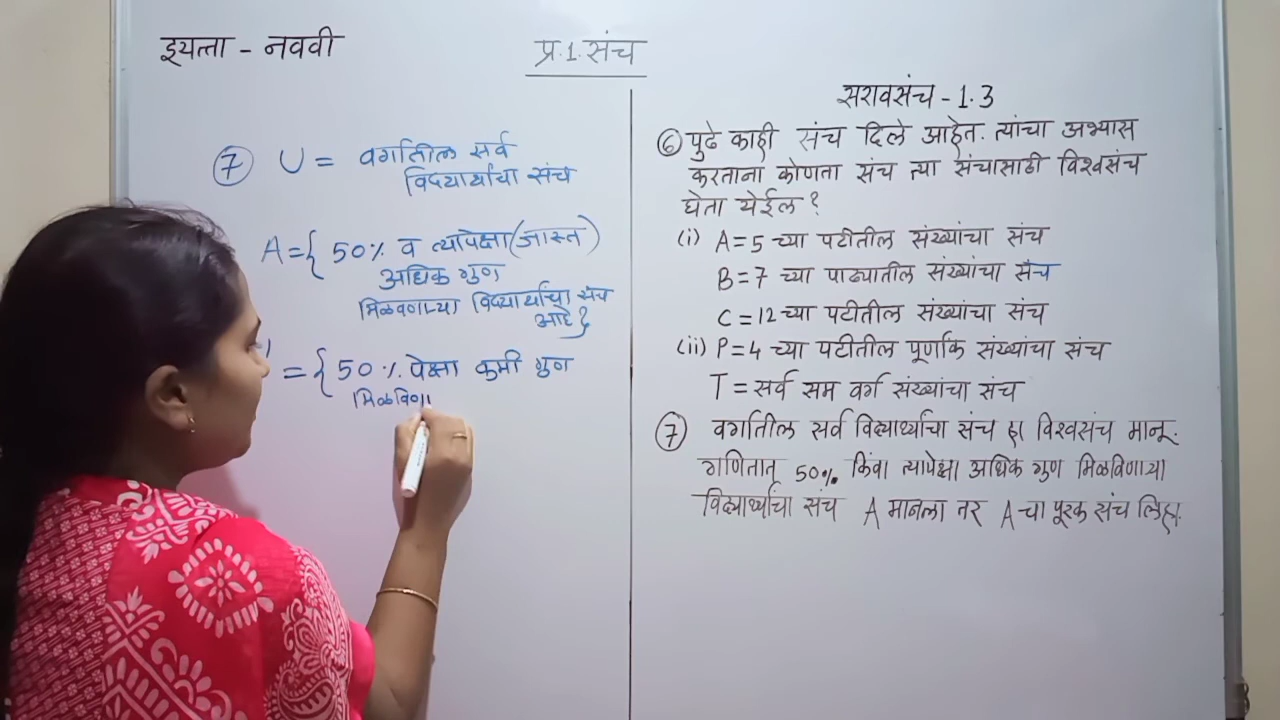 इयत्ता - नववी
प्र.1. संच
⑦ U = वर्गातील सर्व
विद्यार्थ्यांचा संच
A = { 50% व त्यापेक्षा (जास्त)
अधिक गुण
मिळवणाऱ्या विद्यार्थ्यांचा संच
आहे }
' = { 50% पेक्षा कमी गुण
मिळविणा
सरावसंच - 1.3
⑥ पुढे काही संच दिले आहेत. त्यांचा अभ्यास
करताना कोणता संच त्या संचासाठी विश्वसंच
घेता येईल ?
(i) A = 5 च्या पटीतील संख्यांचा संच
B = 7 च्या पाढ्यातील संख्यांचा संच
C = 12 च्या पटीतील संख्यांचा संच
(ii) P = 4 च्या पटीतील पूर्णांक संख्यांचा संच
T = सर्व सम वर्ग संख्यांचा संच
⑦ वर्गातील सर्व विद्यार्थ्यांचा संच हा विश्वसंच मानू.
गणितात 50% किंवा त्यापेक्षा अधिक गुण मिळविणाऱ्या
विद्यार्थ्यांचा संच A मानला तर A चा पूरक संच लिहा.